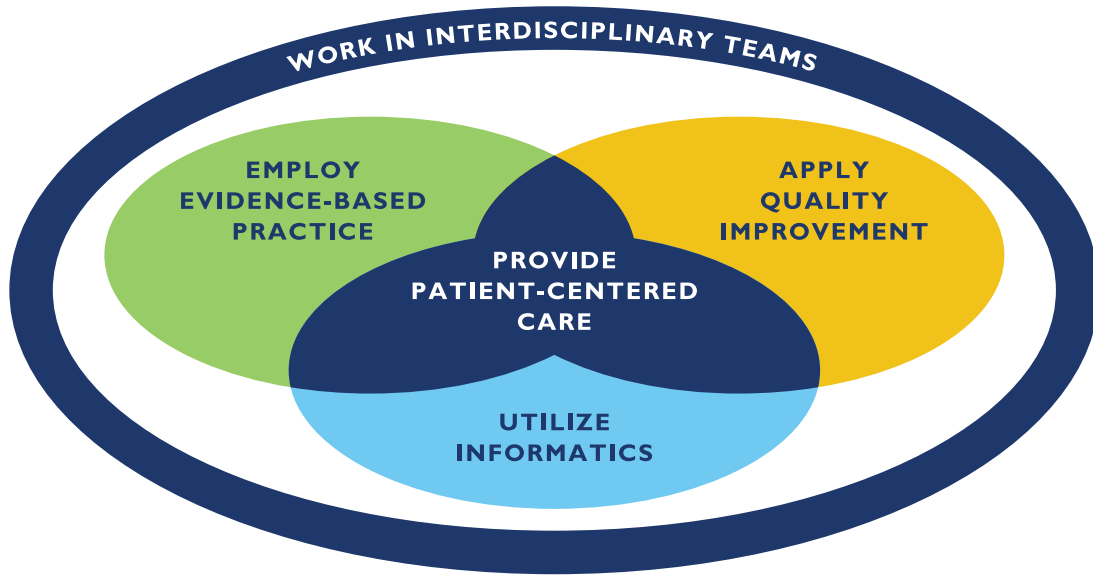 WORK IN INTERDISCIPLINARY TEAMS
EMPLOY
EVIDENCE-BASED
PRACTICE
APPLY
QUALITY
IMPROVEMENT
PROVIDE
PATIENT-CENTERED
CARE
UTILIZE
INFORMATICS